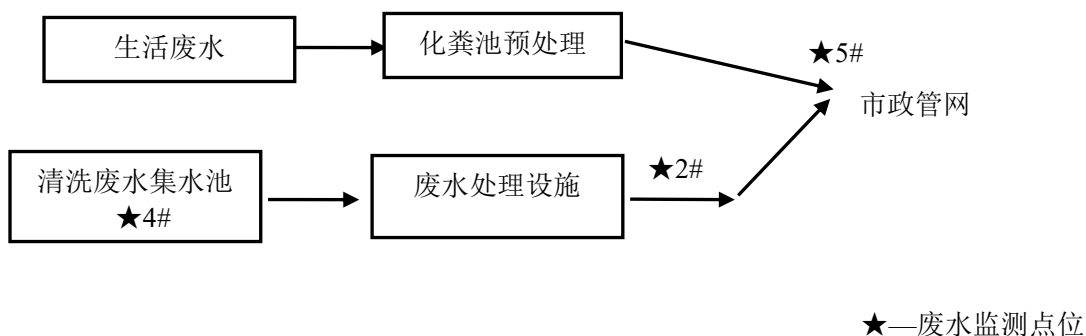 生活废水
化粪池预处理
★5#
市政管网
清洗废水集水池
★4#
废水处理设施
★2#
★—废水监测点位